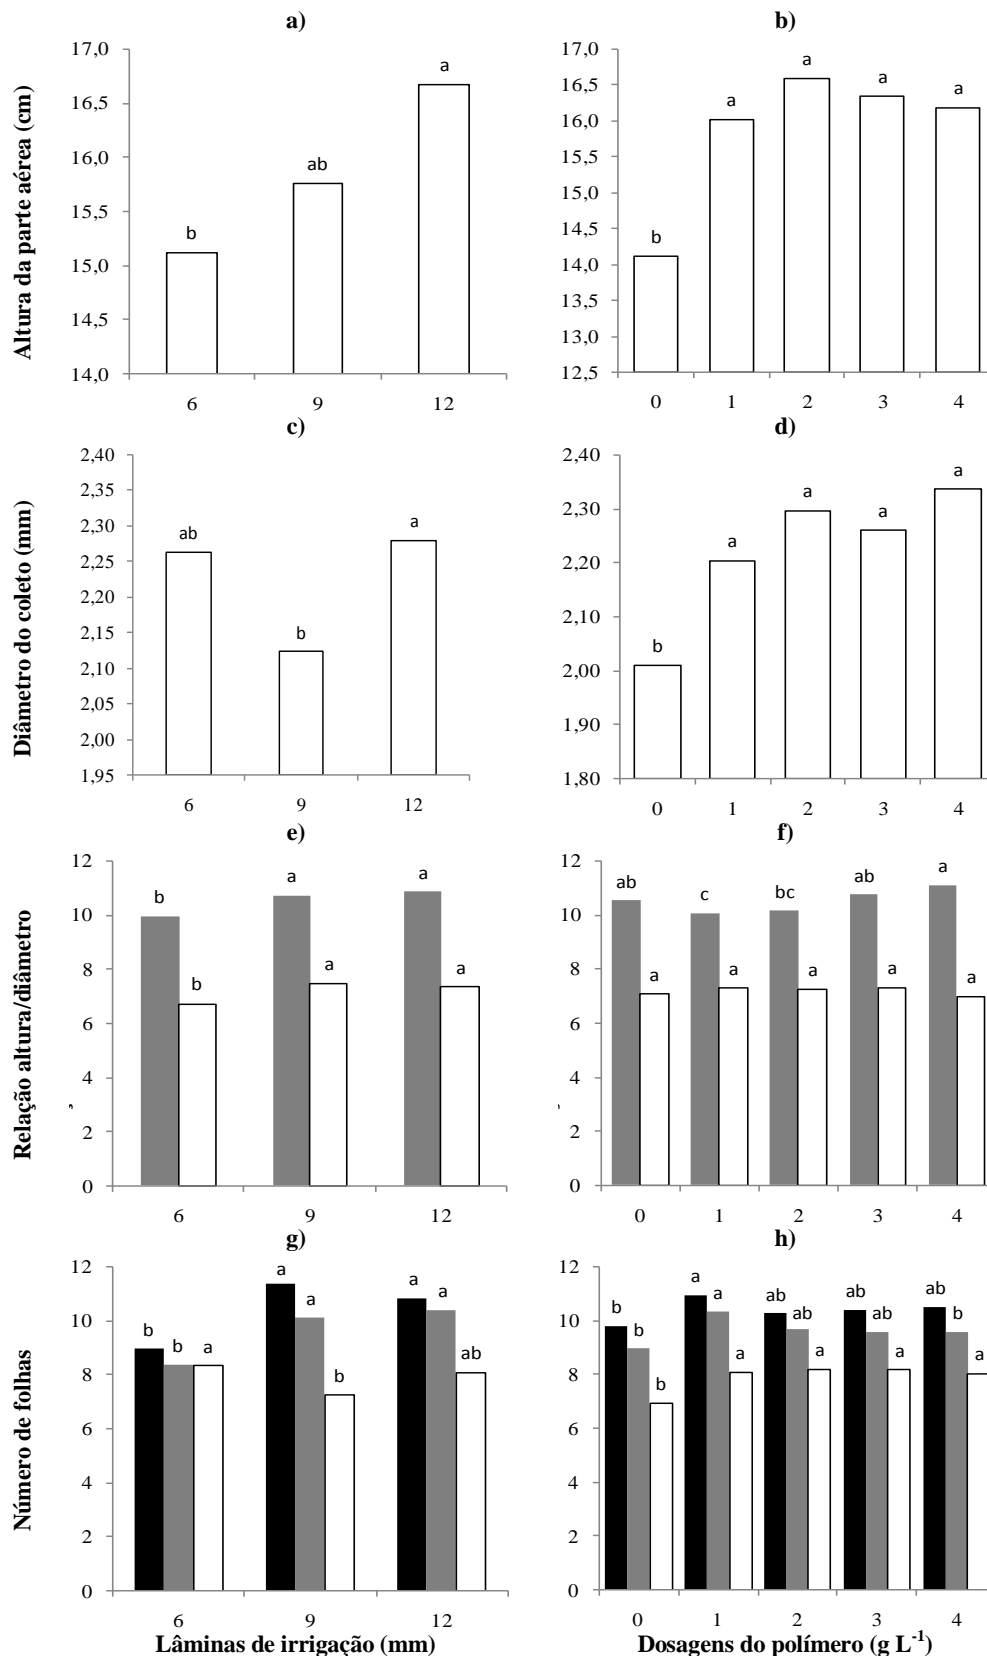 a)
b)
Altura da parte aérea (cm)
17,0
16,5
16,0
15,5
15,0
14,5
14,0
b
ab
a
6
9
12
17,0
16,5
16,0
15,5
15,0
14,5
14,0
13,5
13,0
12,5
b
a
a
a
a
0
1
2
3
4
c)
d)
Diâmetro do coleto (mm)
2,40
2,35
2,30
2,25
2,20
2,15
2,10
2,05
2,00
1,95
ab
b
a
6
9
12
2,40
2,30
2,20
2,10
2,00
1,90
1,80
b
a
a
a
a
0
1
2
3
4
e)
f)
Relação altura/diâmetro
12
10
8
6
4
2
0
b
b
a
a
a
a
6
9
12
12
10
8
6
4
2
0
ab
a
c
a
bc
a
ab
a
a
a
0
1
2
3
4
g)
h)
Número de folhas
12
10
8
6
4
2
0
b
b
a
a
a
b
a
a
ab
6
9
12
12
10
8
6
4
2
0
b
b
b
a
a
a
ab
ab
a
ab
ab
a
ab
b
a
0
1
2
3
4
Lâminas de irrigação (mm)
Dosagens do polímero (g L⁻¹)